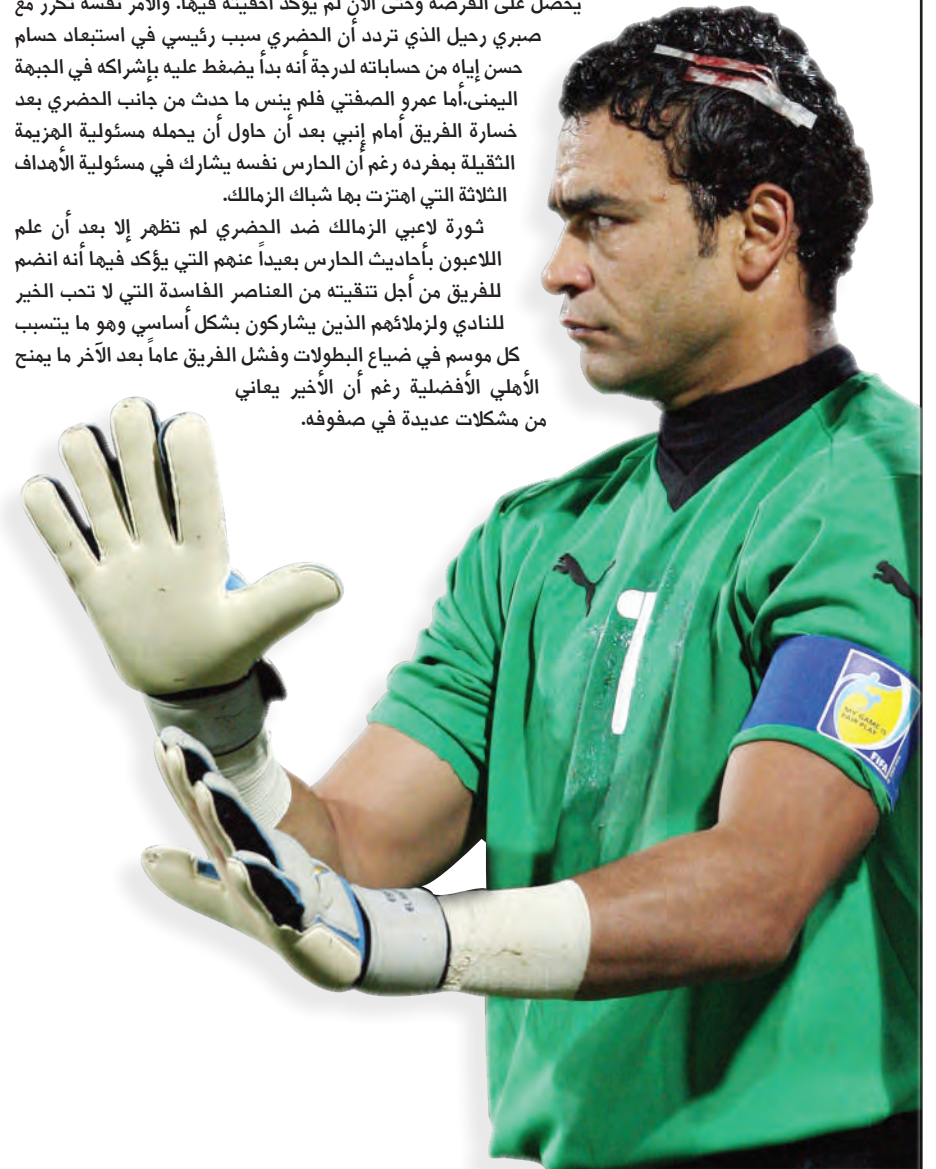 يحصل على الفرصة وحتى الآن لم يؤكد أحقيته فيها. والأمر نفسه تكرر مع
صبري رحيل الذي تردد أن الحضري سبب رئيسي في استبعاد حسام
حسن إياه من حساباته لدرجة أنه بدأ يضغط عليه بإشراكه في الجبهة
اليمنى.أما عمرو الصفتي فلم ينس ما حدث من جانب الحضري بعد
خسارة الفريق أمام إنبي بعد أن حاول أن يحمله مسئولية الهزيمة
الثقيلة بمفرده رغم أن الحارس نفسه يشارك في مسئولية الأهداف
الثلاثة التي اهتزت بها شباك الزمالك.
ثورة لاعبي الزمالك ضد الحضري لم تظهر إلا بعد أن علم
اللاعبون بأحاديث الحارس بعيداً عنهم التي يؤكد فيها أنه انضم
للفريق من أجل تنقيته من العناصر الفاسدة التي لا تحب الخير
للنادي ولزملائهم الذين يشاركون بشكل أساسي وهو ما يتسبب
كل موسم في ضياع البطولات وفشل الفريق عاماً بعد الآخر ما يمنح
الأهلي الأفضلية رغم أن الأخير يعاني
من مشكلات عديدة في صفوفه.
1
MY GAME IS
FAIR PLAY
FIFA